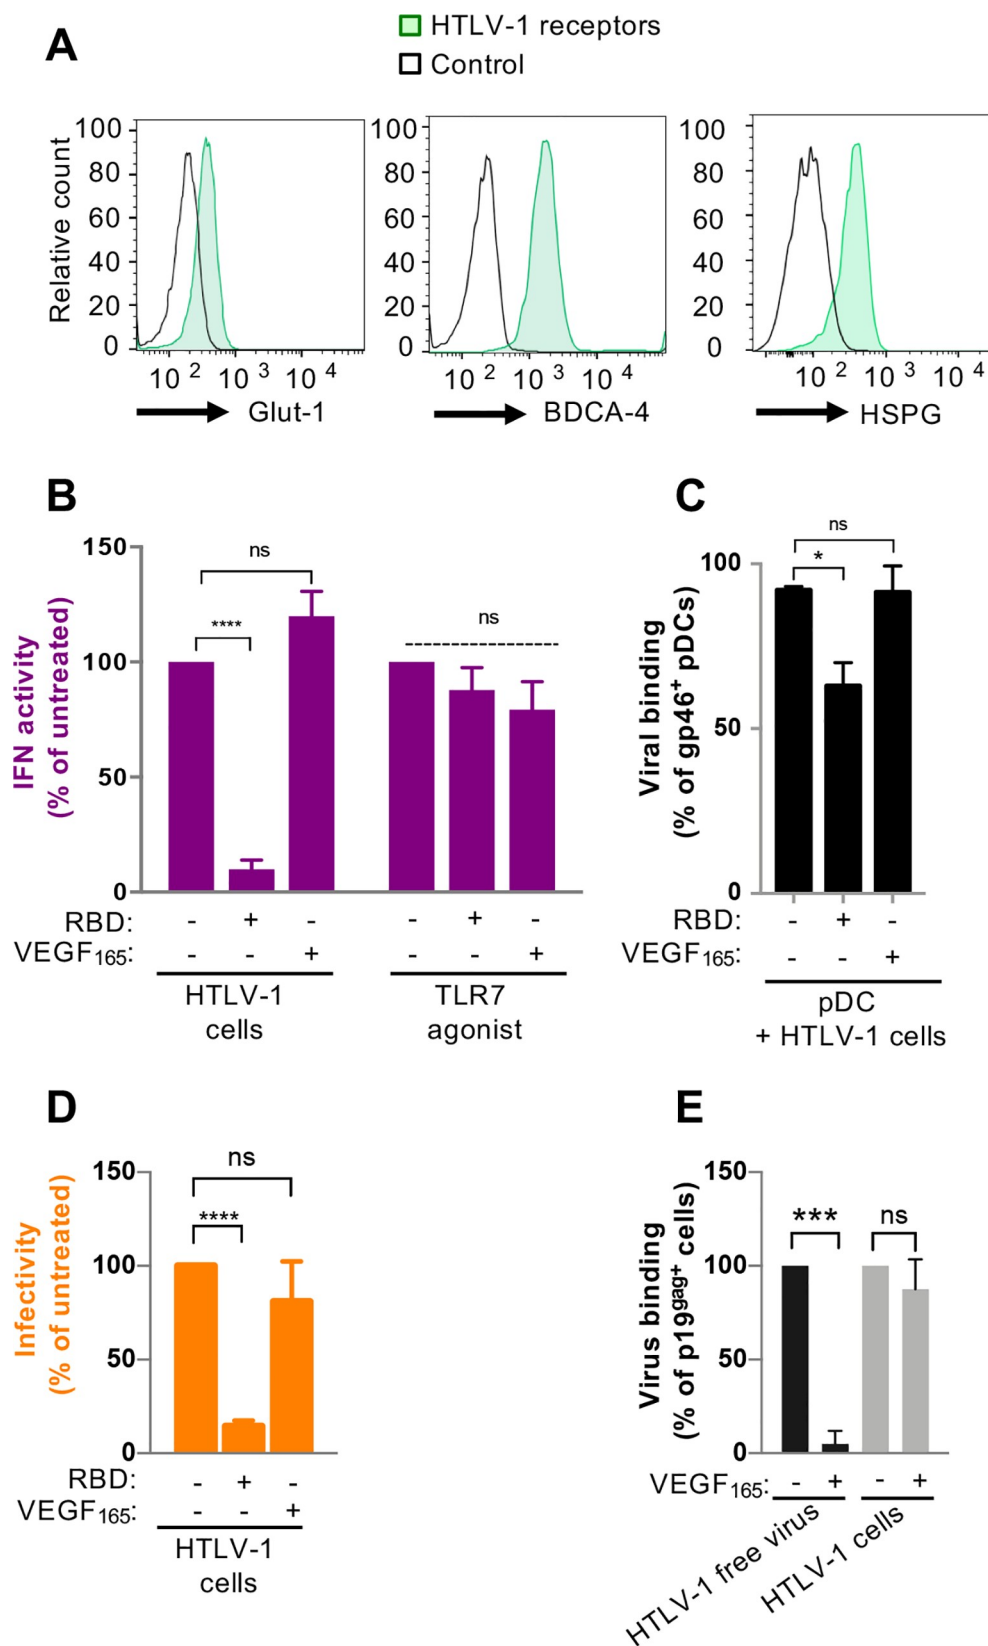 A
HTLV-1 receptors
Control
Relative count
100
80
60
40
20
0
10 2 10 3 10 4
Glut-1
100
80
60
40
20
0
10 2 10 3 10 4
BDCA-4
100
80
60
40
20
0
10 2 10 3 10 4
HSPG
B
IFN activity
(% of untreated)
150
100
50
0
ns
****
ns
RBD: - + - - + -
VEGF165: - - + - - +
HTLV-1
cells
TLR7
agonist
C
Viral binding
(% of gp46+ pDCs)
100
50
0
ns
*
RBD: - + -
VEGF165: - - +
pDC
+ HTLV-1 cells
D
Infectivity
(% of untreated)
150
100
50
0
ns
****
RBD: - + -
VEGF165: - - +
HTLV-1
cells
E
Virus binding
(% of p19gag+ cells)
150
100
50
0
***
ns
VEGF165: - + - +
HTLV-1 free virus
HTLV-1 cells